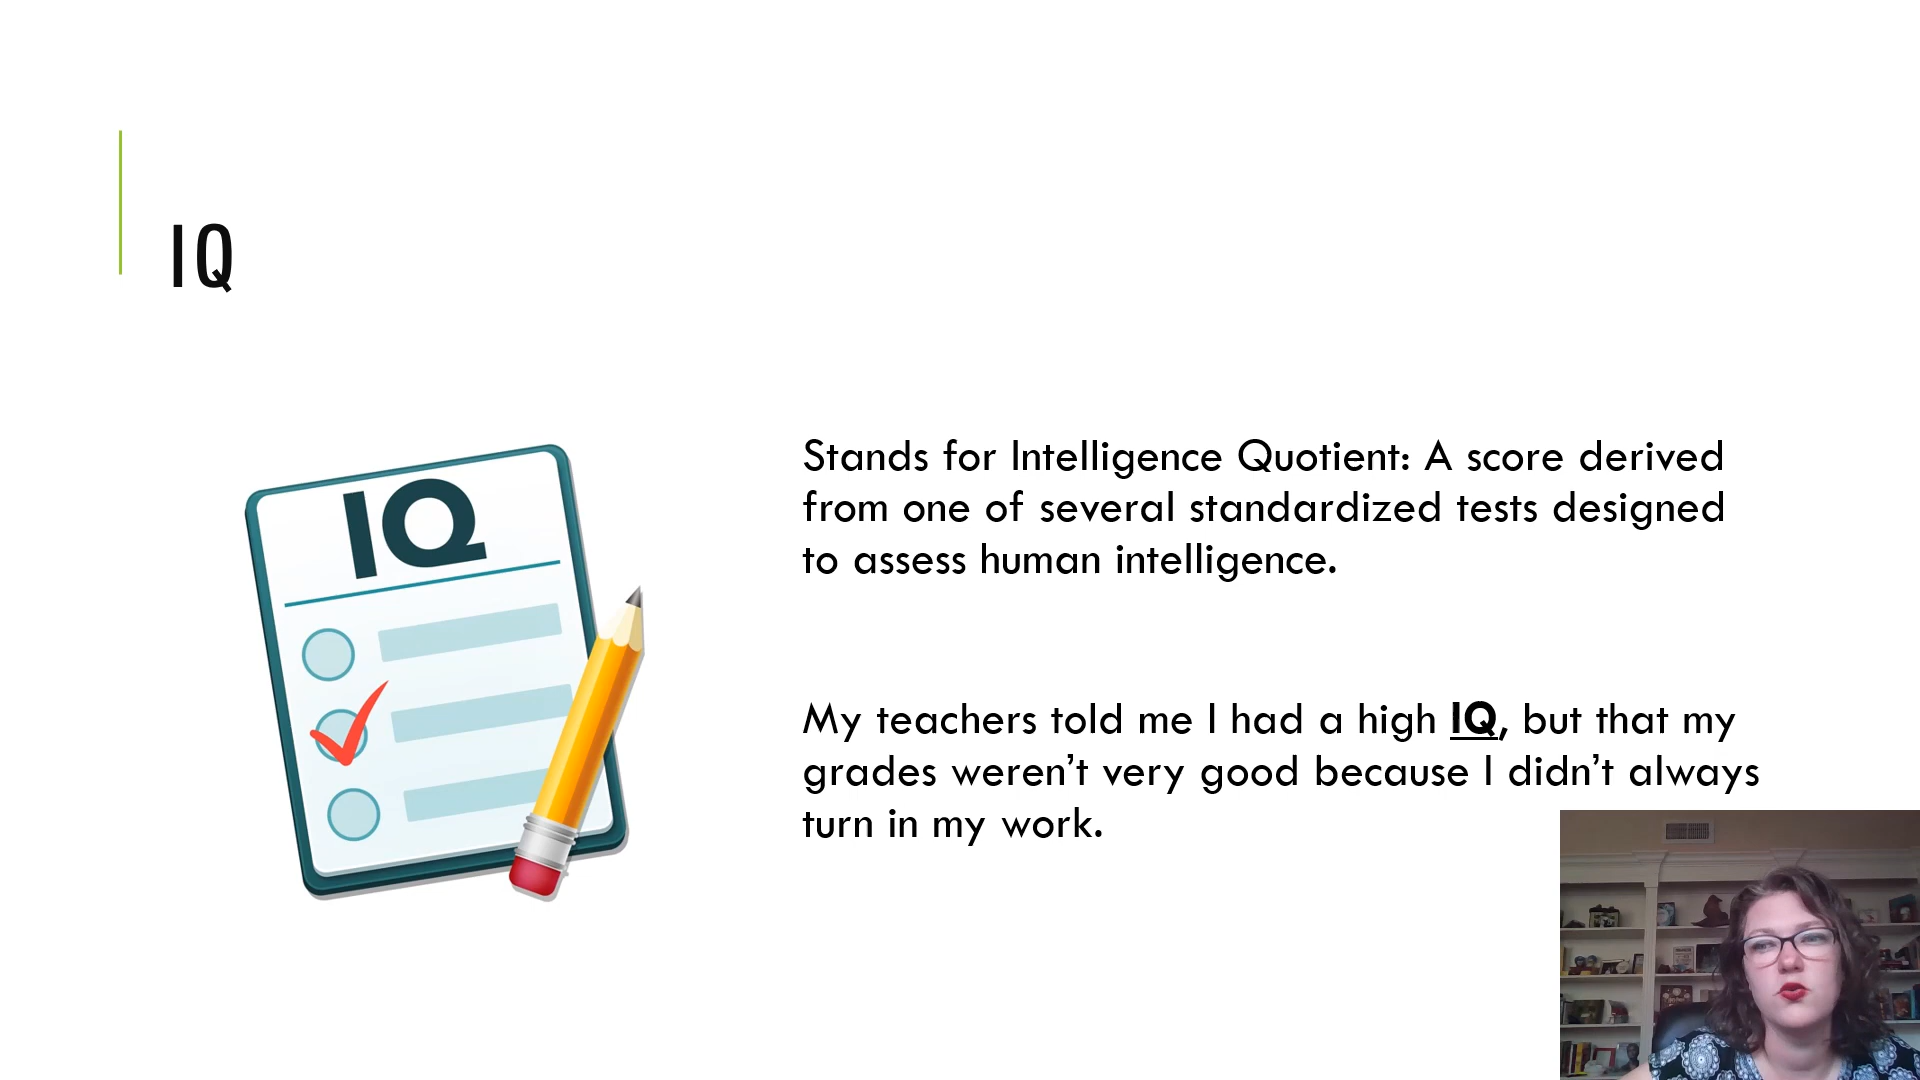 IQ
IQ
Stands for Intelligence Quotient: A score derived
from one of several standardized tests designed
to assess human intelligence.
My teachers told me I had a high IQ, but that my
grades weren’t very good because I didn’t always
turn in my work.